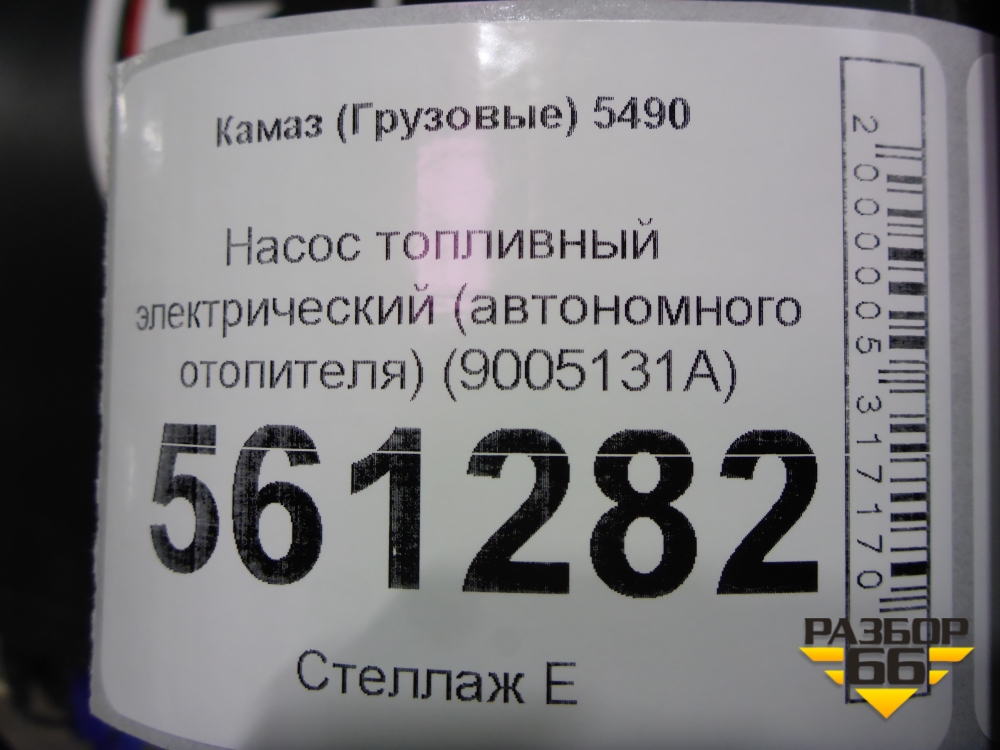 Камаз (Грузовые) 5490
Насос топливный
электрический (автономного
отопителя) (9005131А)
561282
Стеллаж Е
2000005317170
РАЗБОР
66